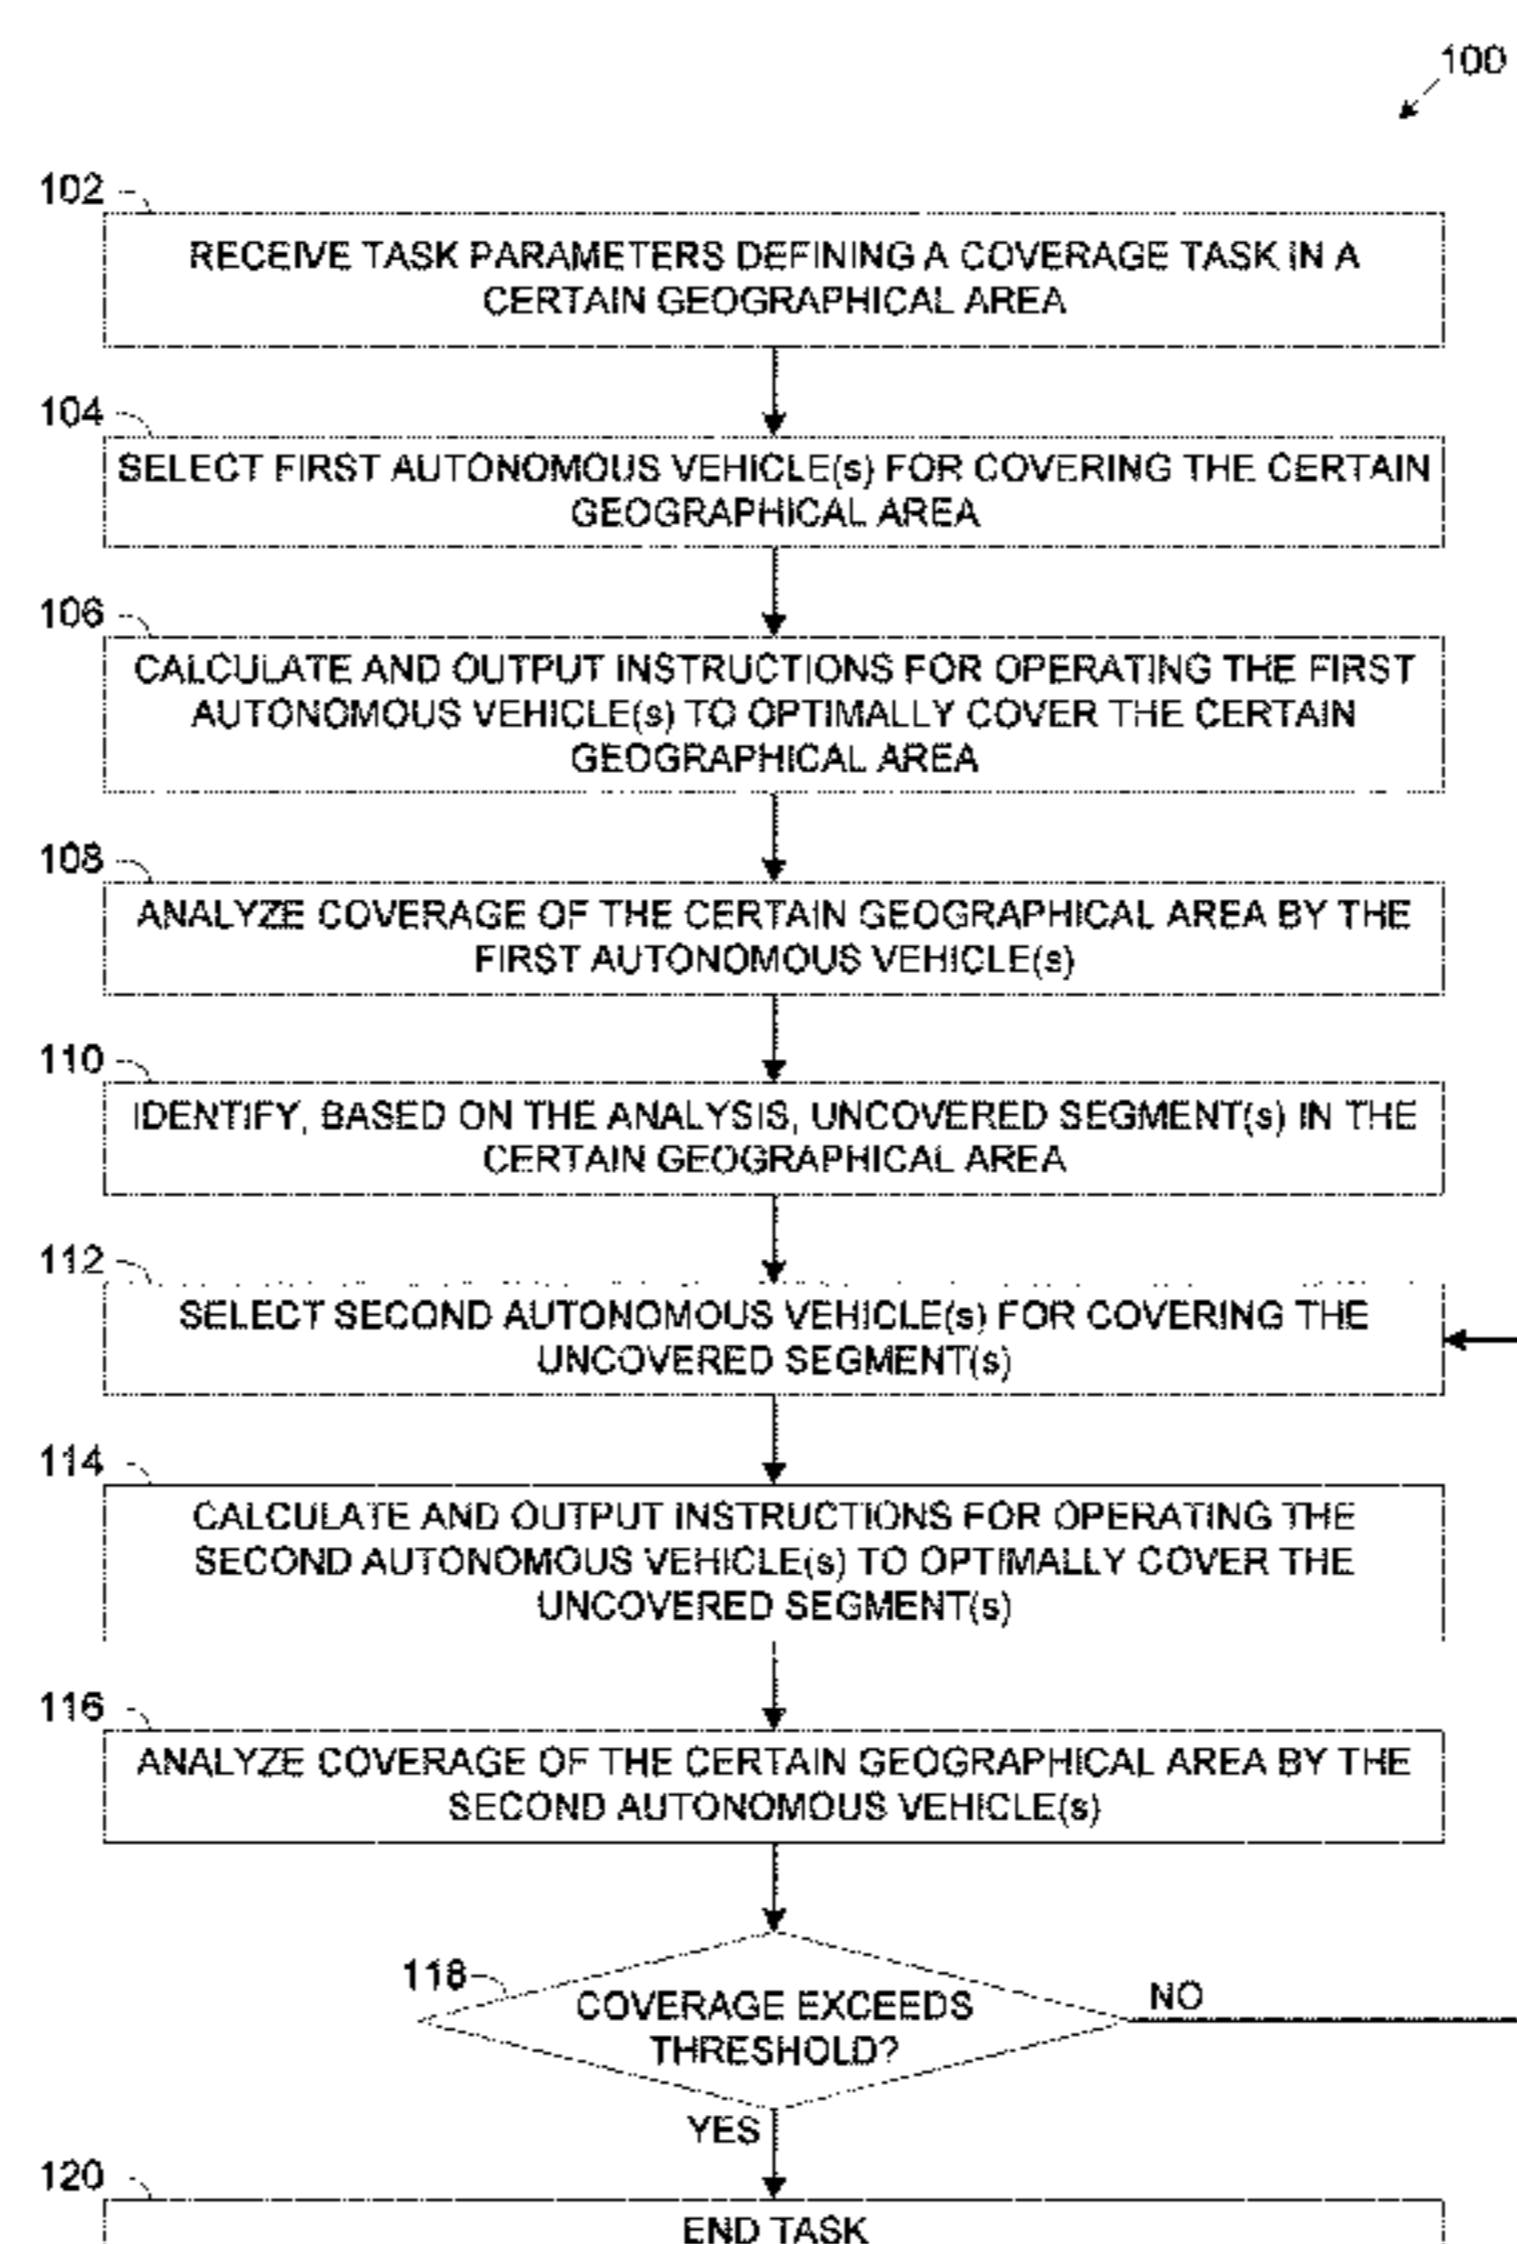 100
102
RECEIVE TASK PARAMETERS DEFINING A COVERAGE TASK IN A
CERTAIN GEOGRAPHICAL AREA
104
SELECT FIRST AUTONOMOUS VEHICLE(s) FOR COVERING THE CERTAIN
GEOGRAPHICAL AREA
106
CALCULATE AND OUTPUT INSTRUCTIONS FOR OPERATING THE FIRST
AUTONOMOUS VEHICLE(s) TO OPTIMALLY COVER THE CERTAIN
GEOGRAPHICAL AREA
108
ANALYZE COVERAGE OF THE CERTAIN GEOGRAPHICAL AREA BY THE
FIRST AUTONOMOUS VEHICLE(s)
110
IDENTIFY, BASED ON THE ANALYSIS, UNCOVERED SEGMENT(s) IN THE
CERTAIN GEOGRAPHICAL AREA
112
SELECT SECOND AUTONOMOUS VEHICLE(s) FOR COVERING THE
UNCOVERED SEGMENT(s)
114
CALCULATE AND OUTPUT INSTRUCTIONS FOR OPERATING THE
SECOND AUTONOMOUS VEHICLE(s) TO OPTIMALLY COVER THE
UNCOVERED SEGMENT(s)
116
ANALYZE COVERAGE OF THE CERTAIN GEOGRAPHICAL AREA BY THE
SECOND AUTONOMOUS VEHICLE(s)
118
COVERAGE EXCEEDS
THRESHOLD?
NO
YES
120
END TASK